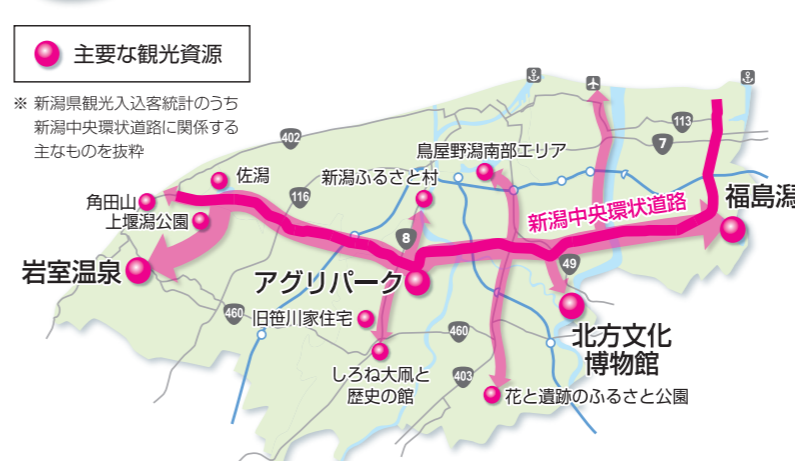 主要な観光資源
※ 新潟県観光入込客統計のうち
新潟中央環状道路に関係する
主なものを抜粋
402
113
7
鳥屋野潟南部エリア
佐潟
新潟ふるさと村
116
角田山
上堰潟公園
福島潟
新潟中央環状道路
8
49
岩室温泉
アグリパーク
460
旧笹川家住宅
460
北方文化
博物館
しろね大凧と
歴史の館
403
花と遺跡のふるさと公園